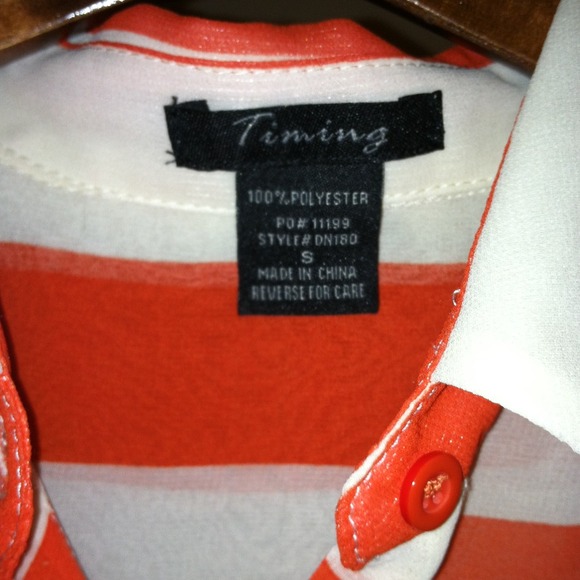 Timing
100% POLYESTER
PO# 11199
STYLE# DN180
S
MADE IN CHINA
REVERSE FOR CARE